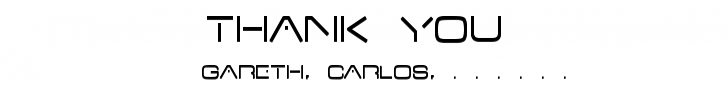 THANK YOU
GARETH, CARLOS, . . . . . .